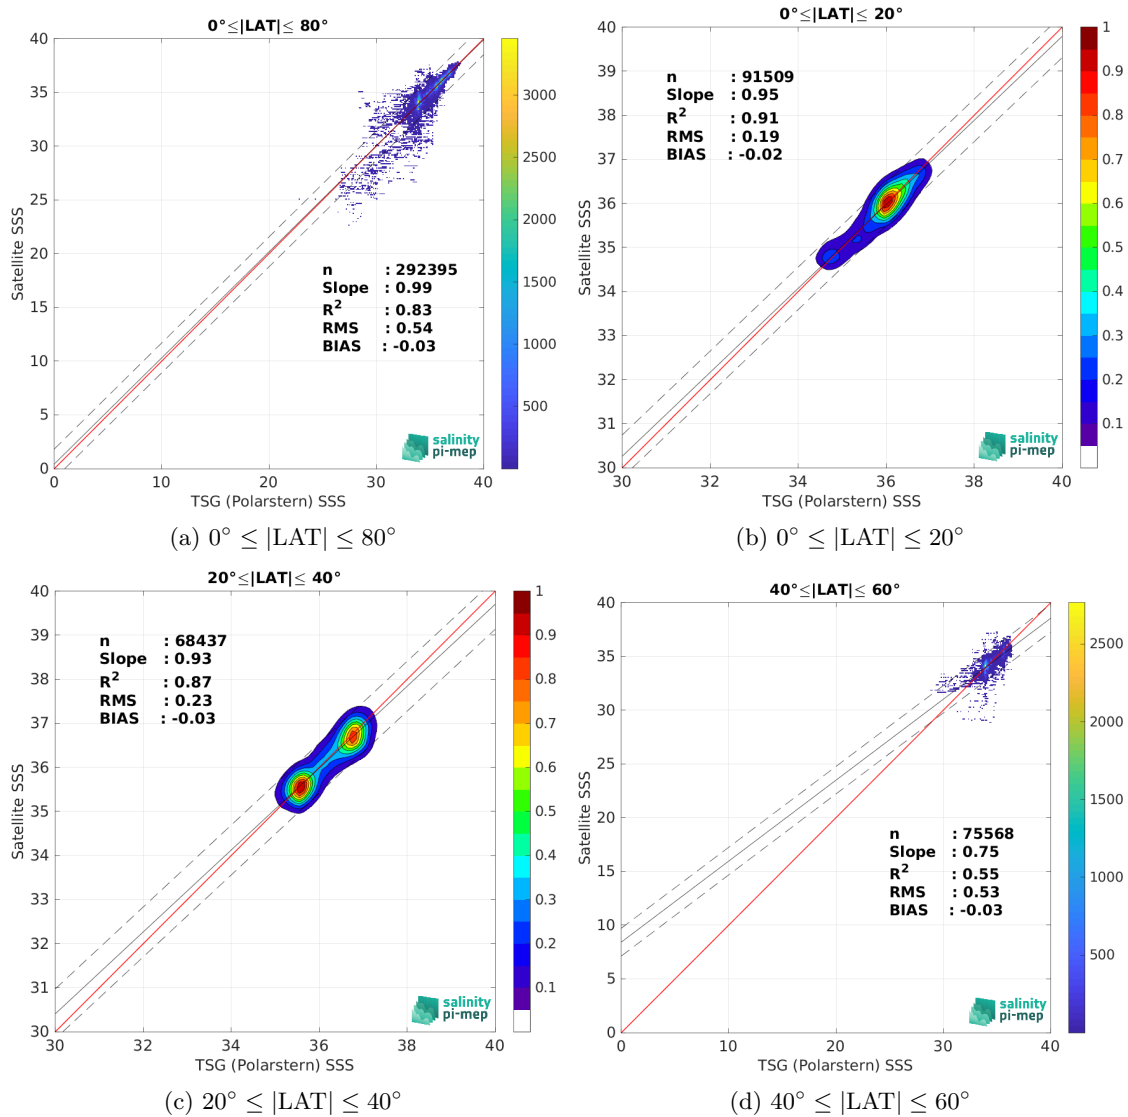 0°≤|LAT|≤ 80°
40
35
30
25
20
15
10
5
0
0
10
20
30
40
Satellite SSS
TSG (Polarstern) SSS
n : 292395
Slope : 0.99
R² : 0.83
RMS : 0.54
BIAS : -0.03
3000
2500
2000
1500
1000
500
salinity
pi-mep
(a) 0° ≤ |LAT| ≤ 80°
0°≤|LAT|≤ 20°
40
39
38
37
36
35
34
33
32
31
30
30
32
34
36
38
40
Satellite SSS
TSG (Polarstern) SSS
n : 91509
Slope : 0.95
R² : 0.91
RMS : 0.19
BIAS : -0.02
1
0.9
0.8
0.7
0.6
0.5
0.4
0.3
0.2
0.1
salinity
pi-mep
(b) 0° ≤ |LAT| ≤ 20°
20°≤|LAT|≤ 40°
40
39
38
37
36
35
34
33
32
31
30
30
32
34
36
38
40
Satellite SSS
TSG (Polarstern) SSS
n : 68437
Slope : 0.93
R² : 0.87
RMS : 0.23
BIAS : -0.03
1
0.9
0.8
0.7
0.6
0.5
0.4
0.3
0.2
0.1
salinity
pi-mep
(c) 20° ≤ |LAT| ≤ 40°
40°≤|LAT|≤ 60°
40
35
30
25
20
15
10
5
0
0
10
20
30
40
Satellite SSS
TSG (Polarstern) SSS
n : 75568
Slope : 0.75
R² : 0.55
RMS : 0.53
BIAS : -0.03
2500
2000
1500
1000
500
salinity
pi-mep
(d) 40° ≤ |LAT| ≤ 60°